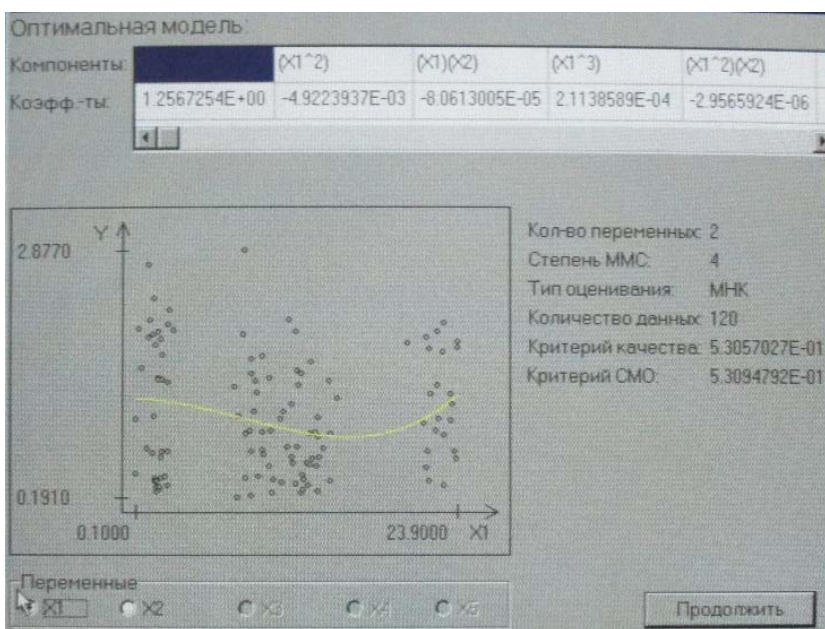 Оптимальная модель:
Компоненты: (X1^2) (X1)(X2) (X1^3) (X1^2)(X2)
Коэфф.-ты: 1.2567254E+00 -4.9223937E-03 -8.0613005E-05 2.1138589E-04 -2.9565924E-06
Y
2.8770
0.1910
0.1000 23.9000 X1
Кол-во переменных: 2
Степень ММС: 4
Тип оценивания: МНК
Количество данных: 120
Критерий качества: 5.3057027E-01
Критерий СМО: 5.3094792E-01
Переменные
X1 X2 X3 X4 X5
Продолжить